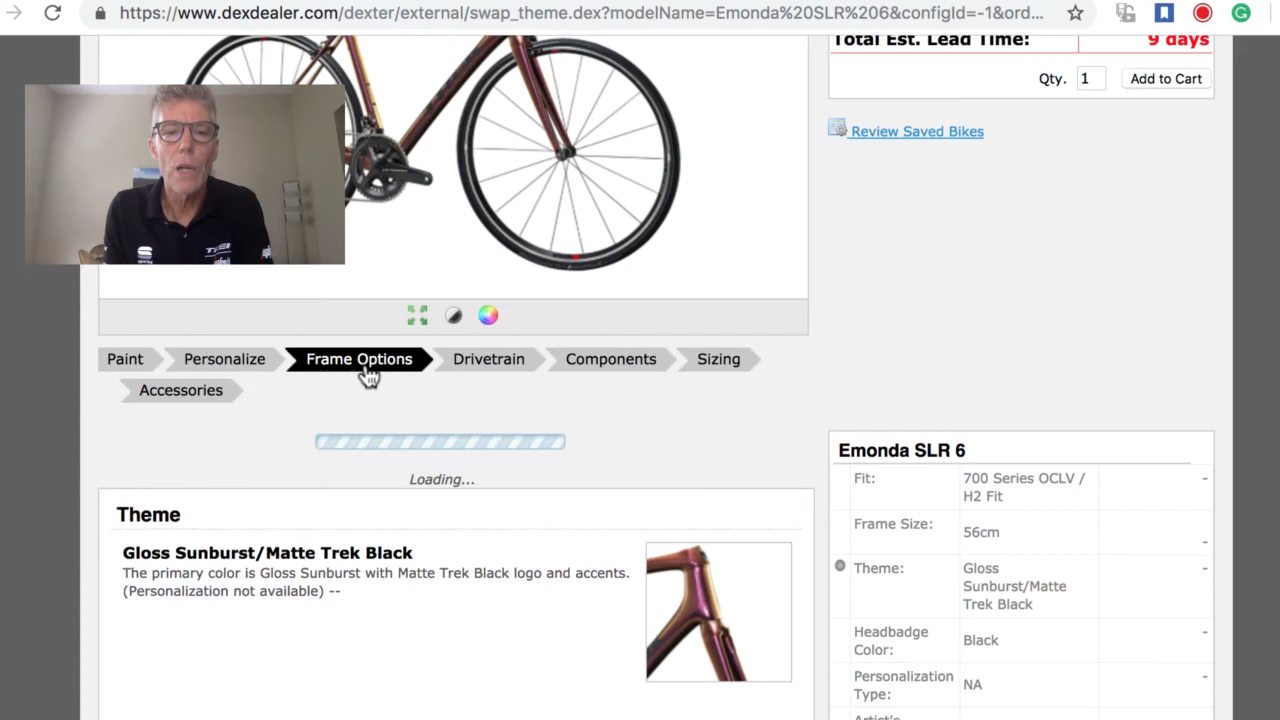 https://www.dexdealer.com/dexter/external/swap_theme.dex?modelName=Emonda%20SLR%206&configId=-1&ord...
Total Est. Lead Time: 9 days
Qty. 1 Add to Cart
Review Saved Bikes
Paint Personalize Frame Options Drivetrain Components Sizing
Accessories
Loading...
Theme
Gloss Sunburst/Matte Trek Black
The primary color is Gloss Sunburst with Matte Trek Black logo and accents.
(Personalization not available) --
Emonda SLR 6
Fit: 700 Series OCLV / -
H2 Fit
Frame Size: 56cm -
Theme: Gloss -
Sunburst/Matte
Trek Black
Headbadge Black -
Color:
Personalization NA -
Type:
Artist's